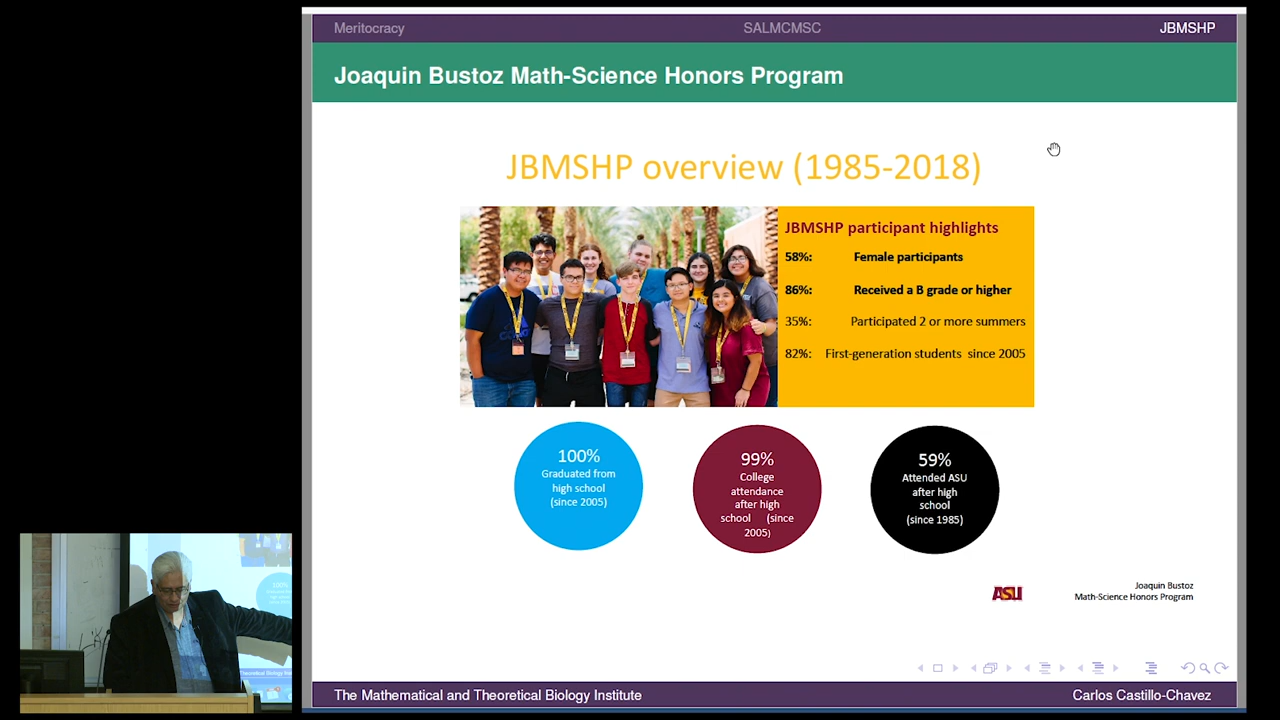 Meritocracy SALMCMSC JBMSHP
Joaquin Bustoz Math-Science Honors Program
JBMSHP overview (1985-2018)
JBMSHP participant highlights
58%: Female participants
86%: Received a B grade or higher
35%: Participated 2 or more summers
82%: First-generation students since 2005
100%
Graduated from
high school
(since 2005)
99%
College
attendance
after high
school (since
2005)
59%
Attended ASU
after high
school
(since 1985)
ASU
Joaquin Bustoz
Math-Science Honors Program
The Mathematical and Theoretical Biology Institute Carlos Castillo-Chavez